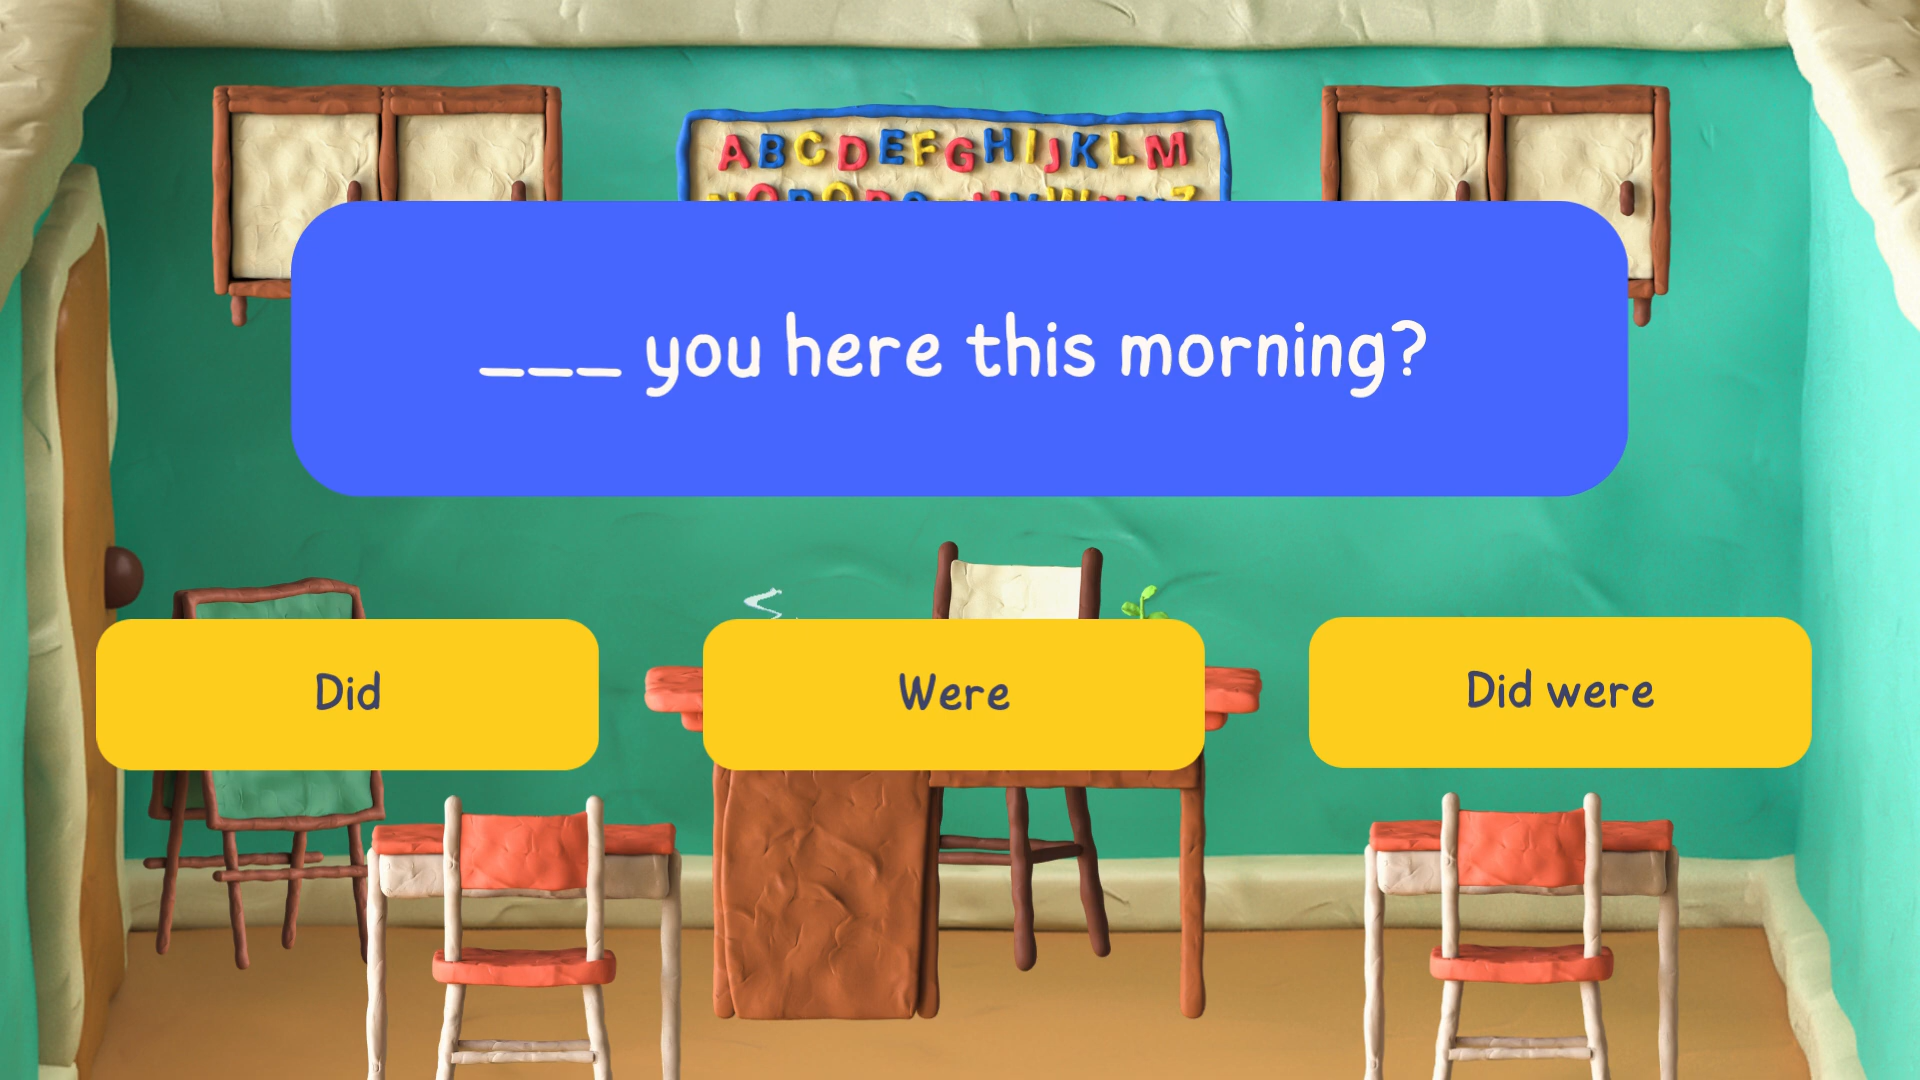 ABCDEFGHIJKLM
___ you here this morning?
Did
Were
Did were